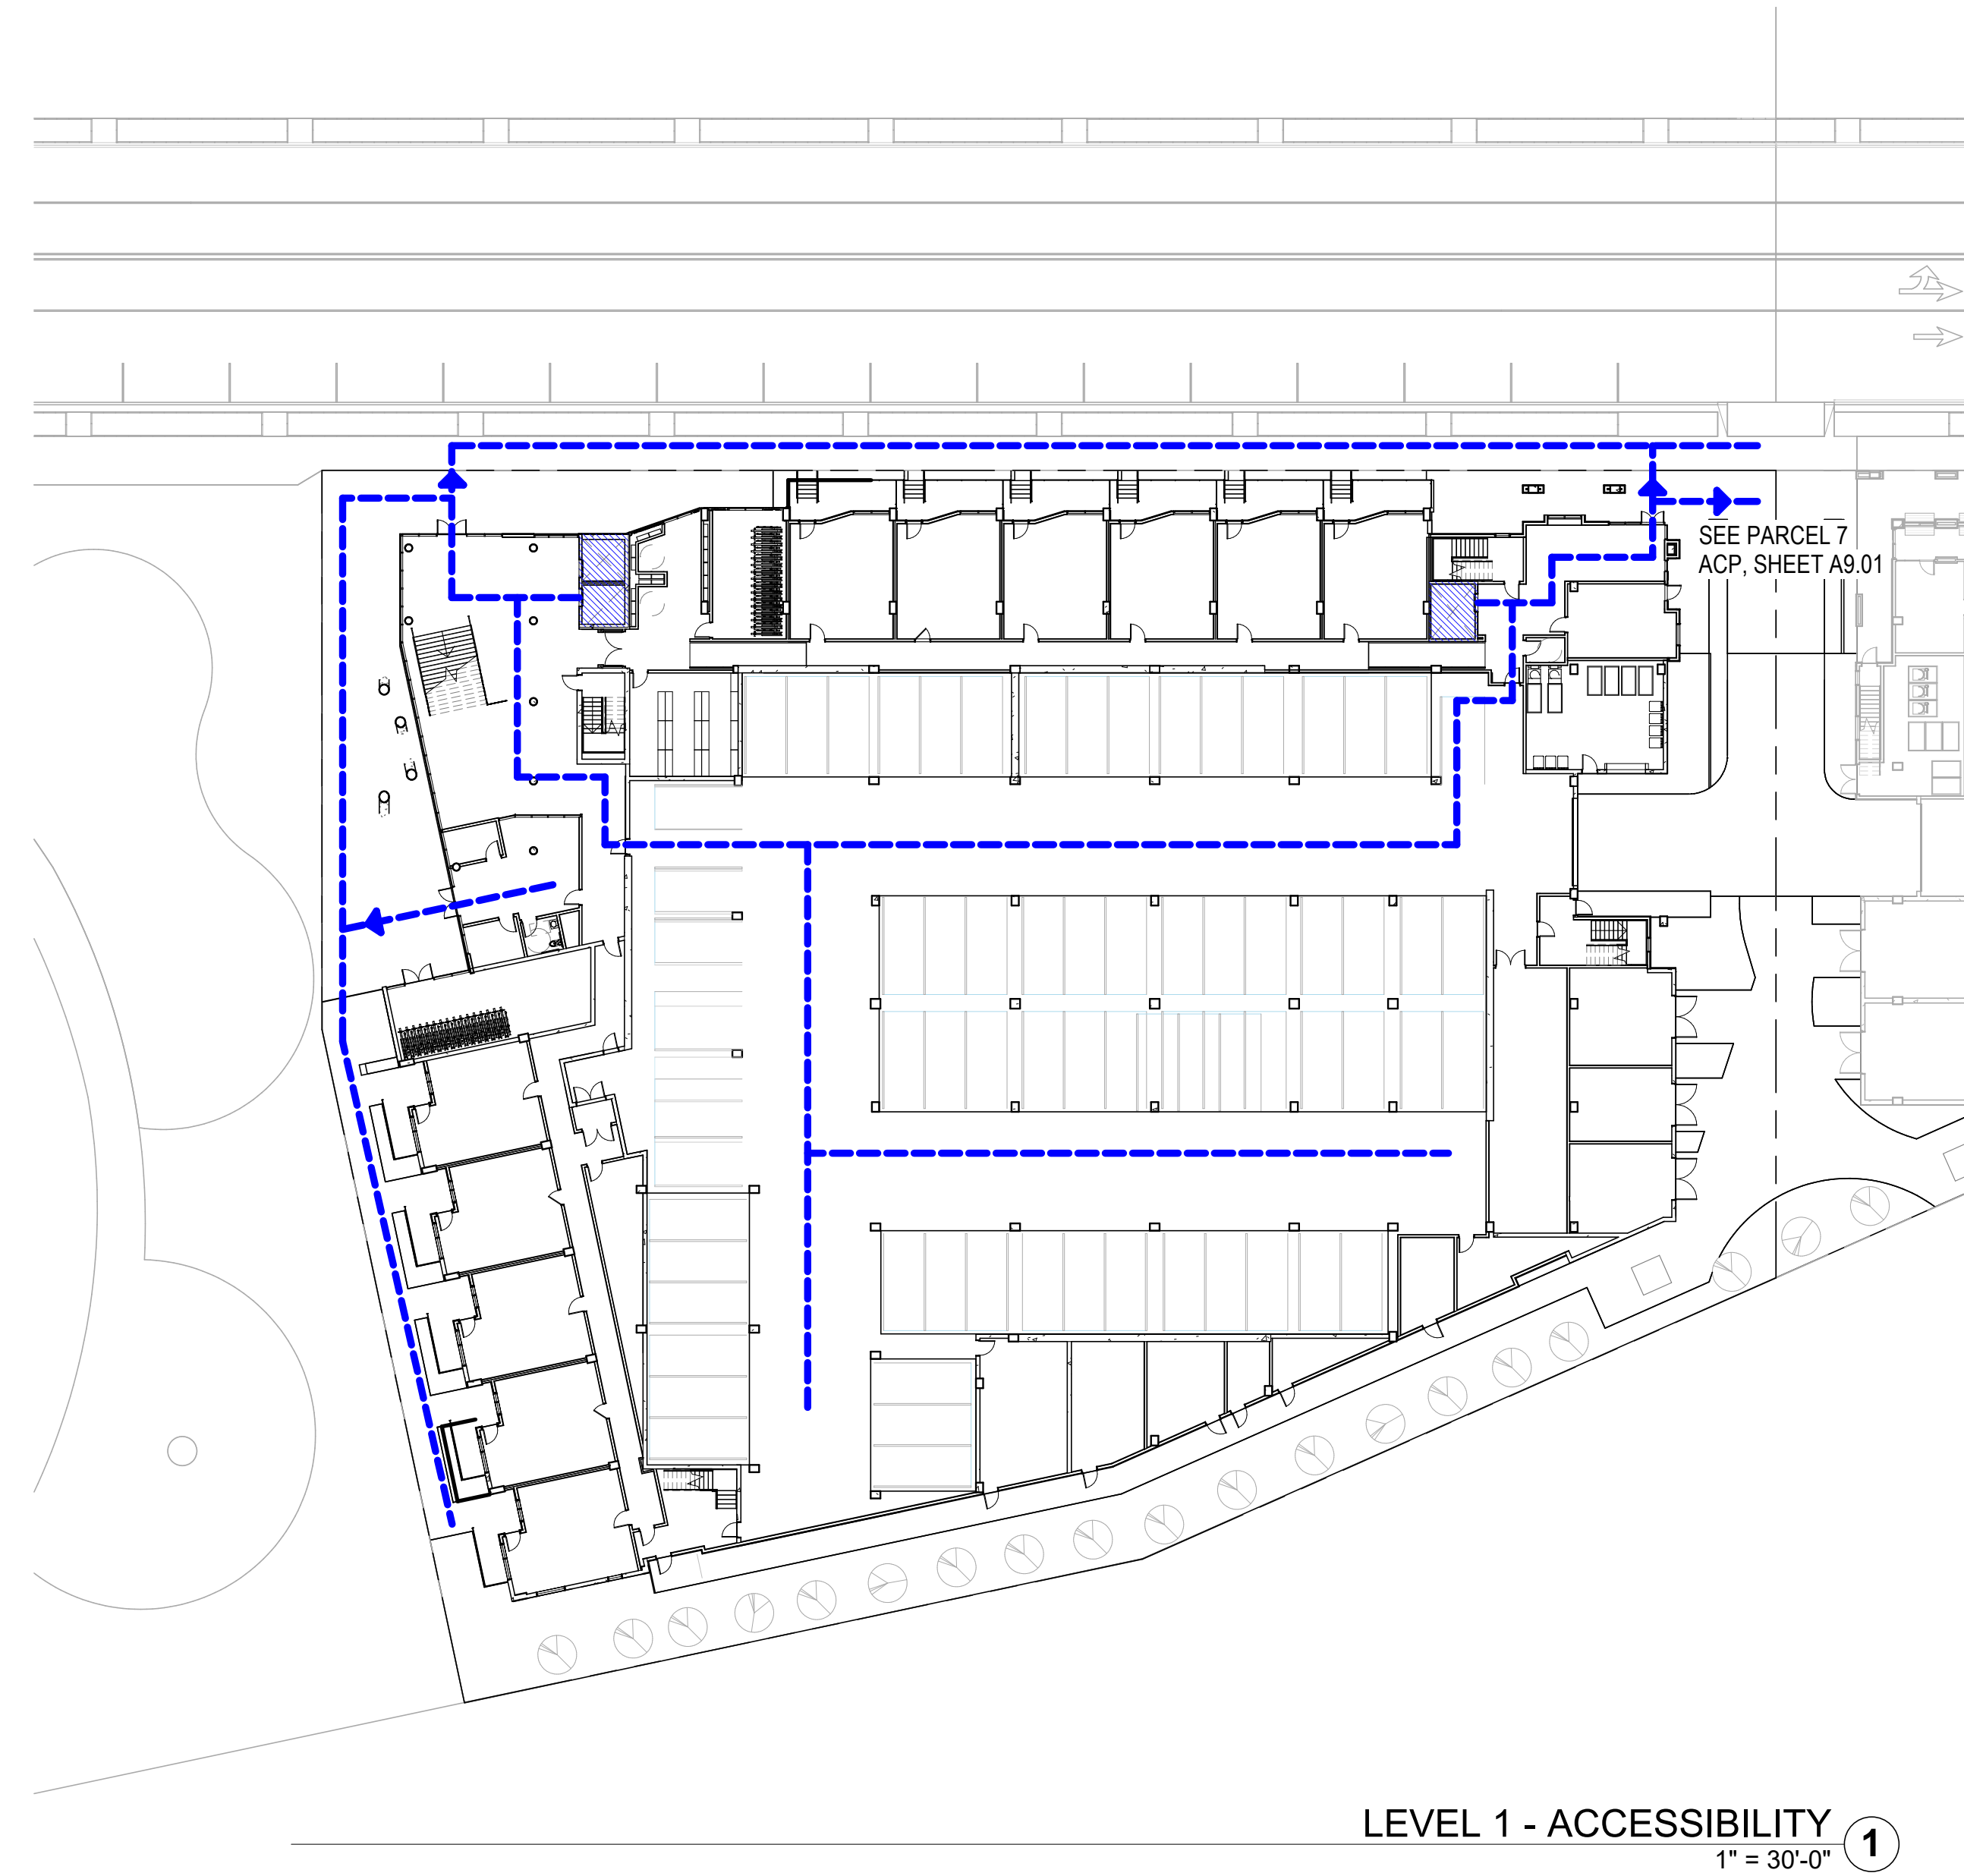 SEE PARCEL 7
ACP, SHEET A9.01
LEVEL 1 - ACCESSIBILITY
1
1" = 30'-0"